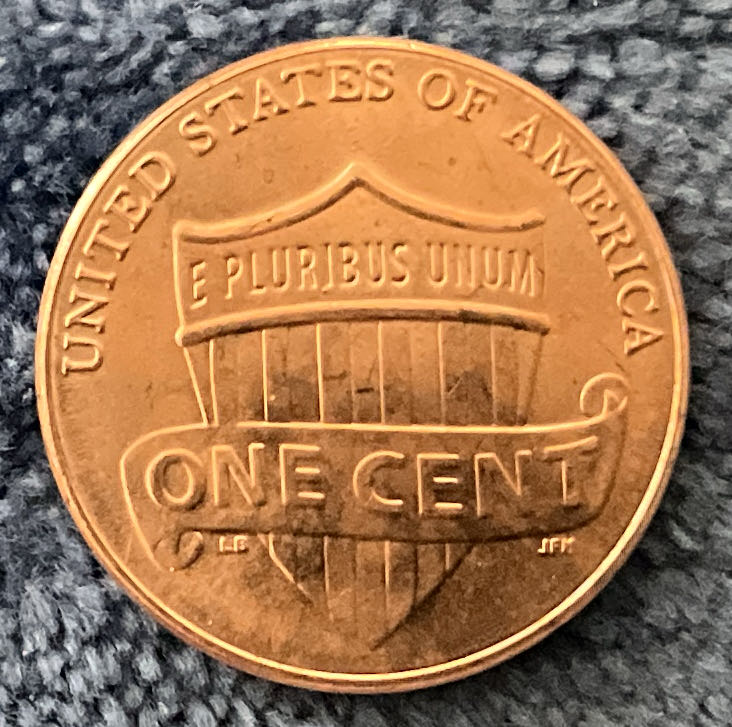 UNITED STATES OF AMERICA
E PLURIBUS UNUM
ONE CENT
LB
JFM